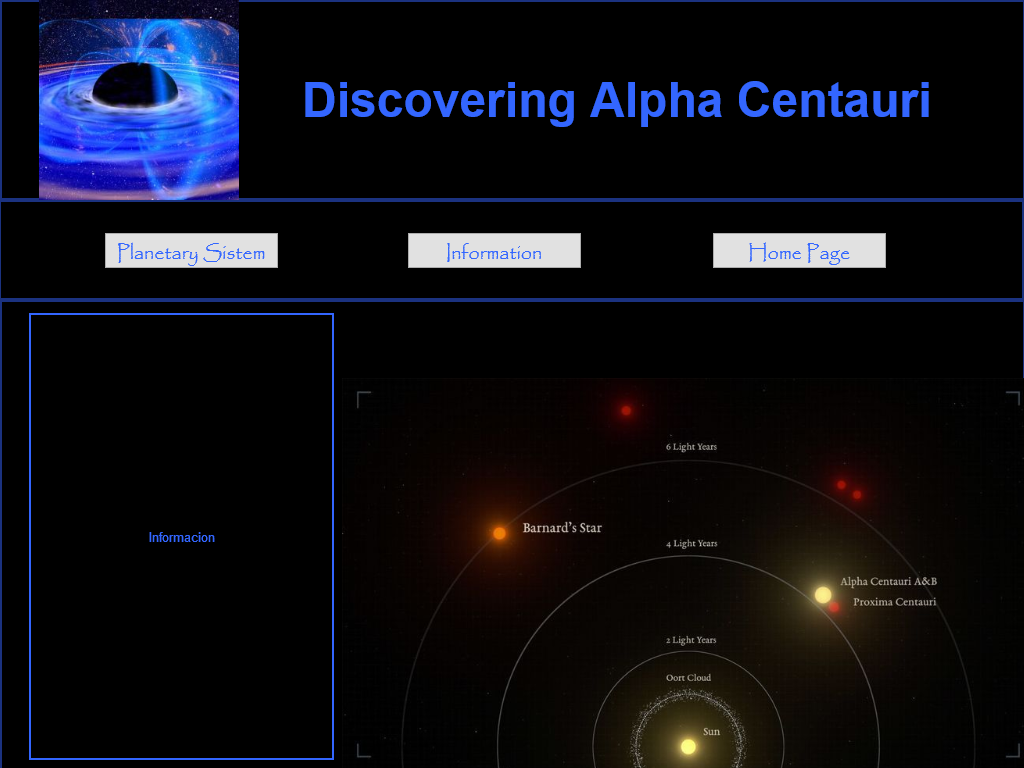 Discovering Alpha Centauri
Planetary Sistem
Information
Home Page
Informacion
6 Light Years
Barnard's Star
4 Light Years
Alpha Centauri A&B
Proxima Centauri
2 Light Years
Oort Cloud
Sun